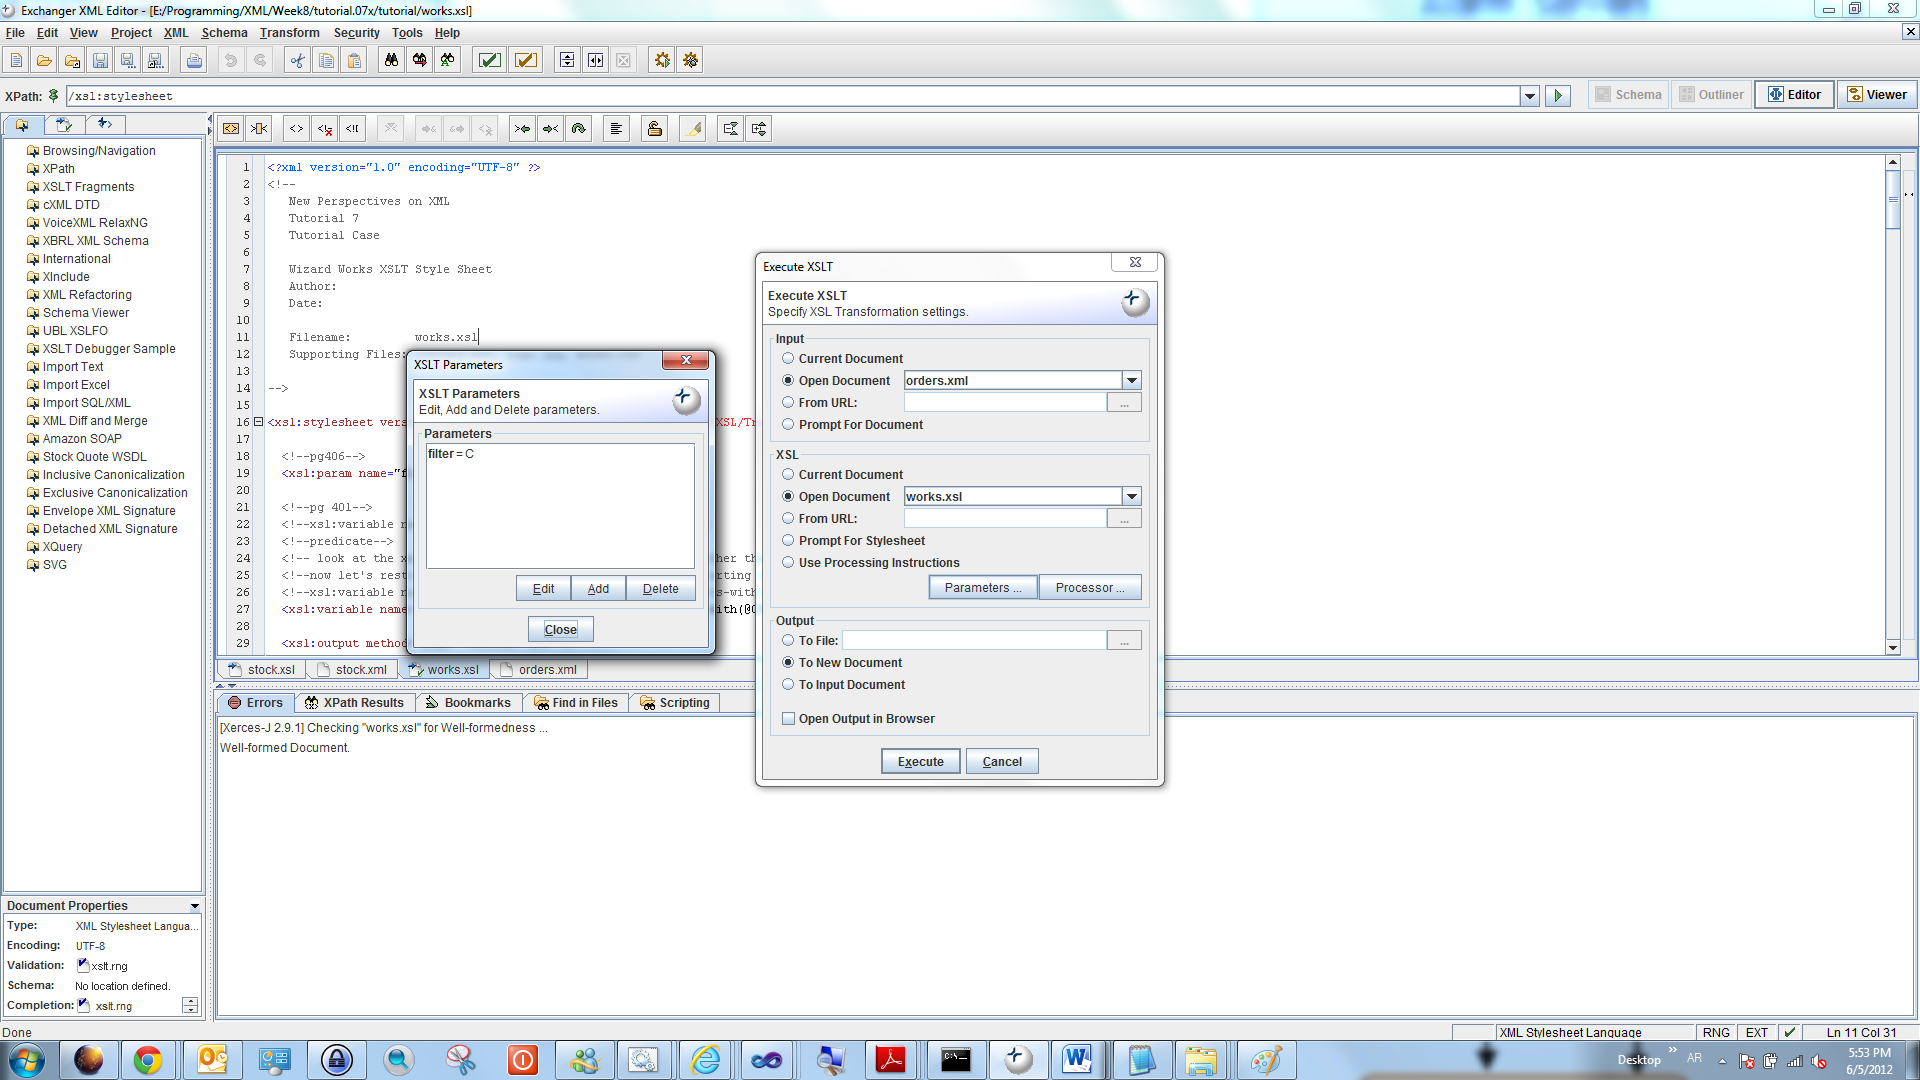 Exchanger XML Editor - [E:/Programming/XML/Week8/tutorial.07x/tutorial/works.xsl]
File Edit View Project XML Schema Transform Security Tools Help
XPath: /xsl:stylesheet
Schema Outliner Editor Viewer
Browsing/Navigation
XPath
XSLT Fragments
cXML DTD
VoiceXML RelaxNG
XBRL XML Schema
International
XInclude
XML Refactoring
Schema Viewer
UBL XSLFO
XSLT Debugger Sample
Import Text
Import Excel
Import SQL/XML
XML Diff and Merge
Amazon SOAP
Stock Quote WSDL
Inclusive Canonicalization
Exclusive Canonicalization
Envelope XML Signature
Detached XML Signature
XQuery
SVG
Document Properties
Type: XML Stylesheet Langua...
Encoding: UTF-8
Validation: xslt.rng
Schema: No location defined.
Completion: xslt.rng
1 <?xml version="1.0" encoding="UTF-8" ?>
2 <!--
3 New Perspectives on XML
4 Tutorial 7
5 Tutorial Case
6
7 Wizard Works XSLT Style Sheet
8 Author:
9 Date:
10
11 Filename: works.xsl
12 Supporting Files:
13
14 -->
15
16 <xsl:stylesheet vers XSL/Tr
17
18 <!--pg406-->
19 <xsl:param name="f
20
21 <!--pg 401-->
22 <!--xsl:variable n
23 <!--predicate-->
24 <!-- look at the x her th
25 <!--now let's rest rting
26 <!--xsl:variable n s-with
27 <xsl:variable name ith(@O
28
29 <xsl:output method
XSLT Parameters
XSLT Parameters
Edit, Add and Delete parameters.
Parameters
filter = C
Edit Add Delete
Close
Execute XSLT
Execute XSLT
Specify XSL Transformation settings.
Input
Current Document
Open Document orders.xml
From URL: ...
Prompt For Document
XSL
Current Document
Open Document works.xsl
From URL: ...
Prompt For Stylesheet
Use Processing Instructions
Parameters ... Processor ...
Output
To File: ...
To New Document
To Input Document
Open Output in Browser
Execute Cancel
stock.xsl stock.xml works.xsl orders.xml
Errors XPath Results Bookmarks Find in Files Scripting
[Xerces-J 2.9.1] Checking "works.xsl" for Well-formedness ...
Well-formed Document.
Done
XML Stylesheet Language RNG EXT Ln 11 Col 31
C:\_
Desktop » AR
5:53 PM
6/5/2012